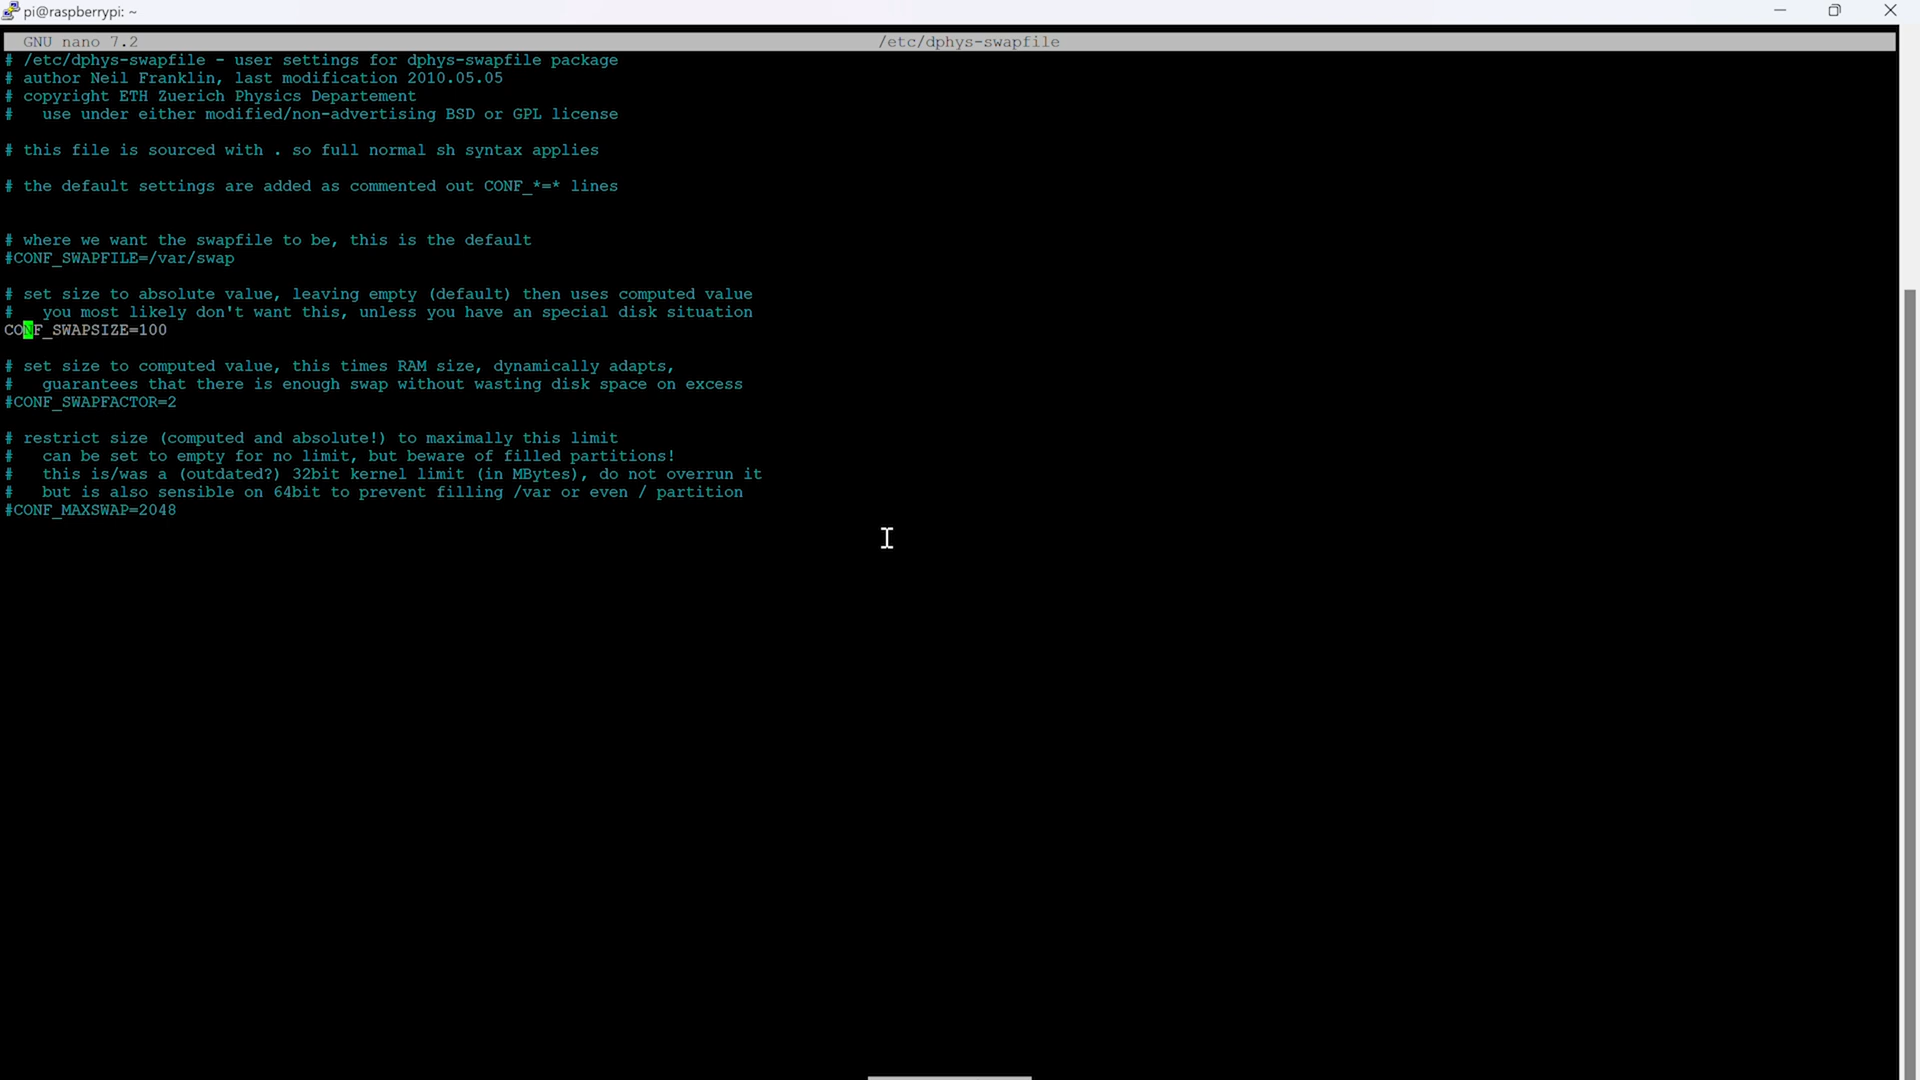 pi@raspberrypi: ~
GNU nano 7.2 /etc/dphys-swapfile
# /etc/dphys-swapfile - user settings for dphys-swapfile package
# author Neil Franklin, last modification 2010.05.05
# copyright ETH Zuerich Physics Departement
#   use under either modified/non-advertising BSD or GPL license
# this file is sourced with . so full normal sh syntax applies
# the default settings are added as commented out CONF_*=* lines
# where we want the swapfile to be, this is the default
#CONF_SWAPFILE=/var/swap
# set size to absolute value, leaving empty (default) then uses computed value
#   you most likely don't want this, unless you have an special disk situation
CONF_SWAPSIZE=100
# set size to computed value, this times RAM size, dynamically adapts,
#   guarantees that there is enough swap without wasting disk space on excess
#CONF_SWAPFACTOR=2
# restrict size (computed and absolute!) to maximally this limit
#   can be set to empty for no limit, but beware of filled partitions!
#   this is/was a (outdated?) 32bit kernel limit (in MBytes), do not overrun it
#   but is also sensible on 64bit to prevent filling /var or even / partition
#CONF_MAXSWAP=2048